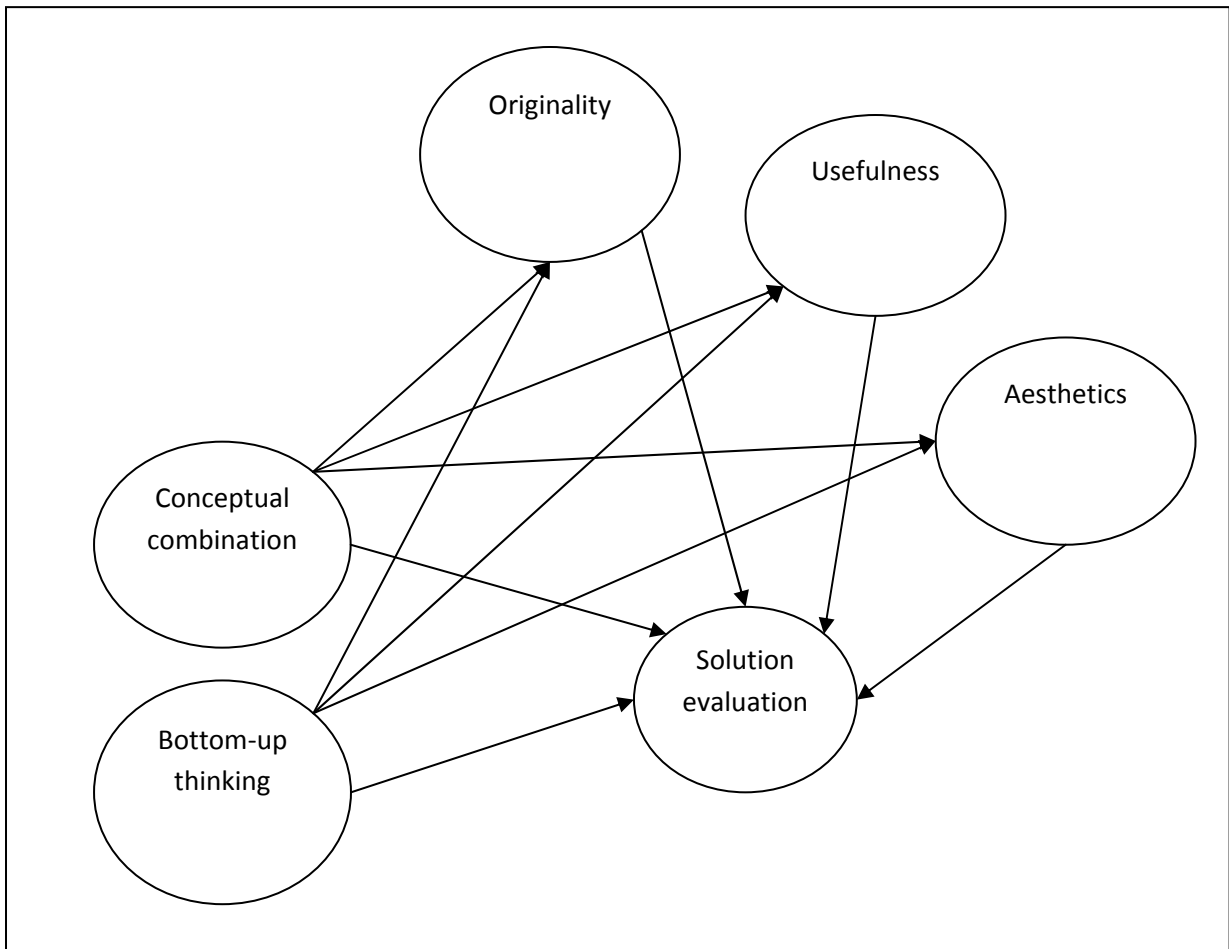 Originality
Usefulness
Aesthetics
Conceptual
combination
Solution
evaluation
Bottom-up
thinking